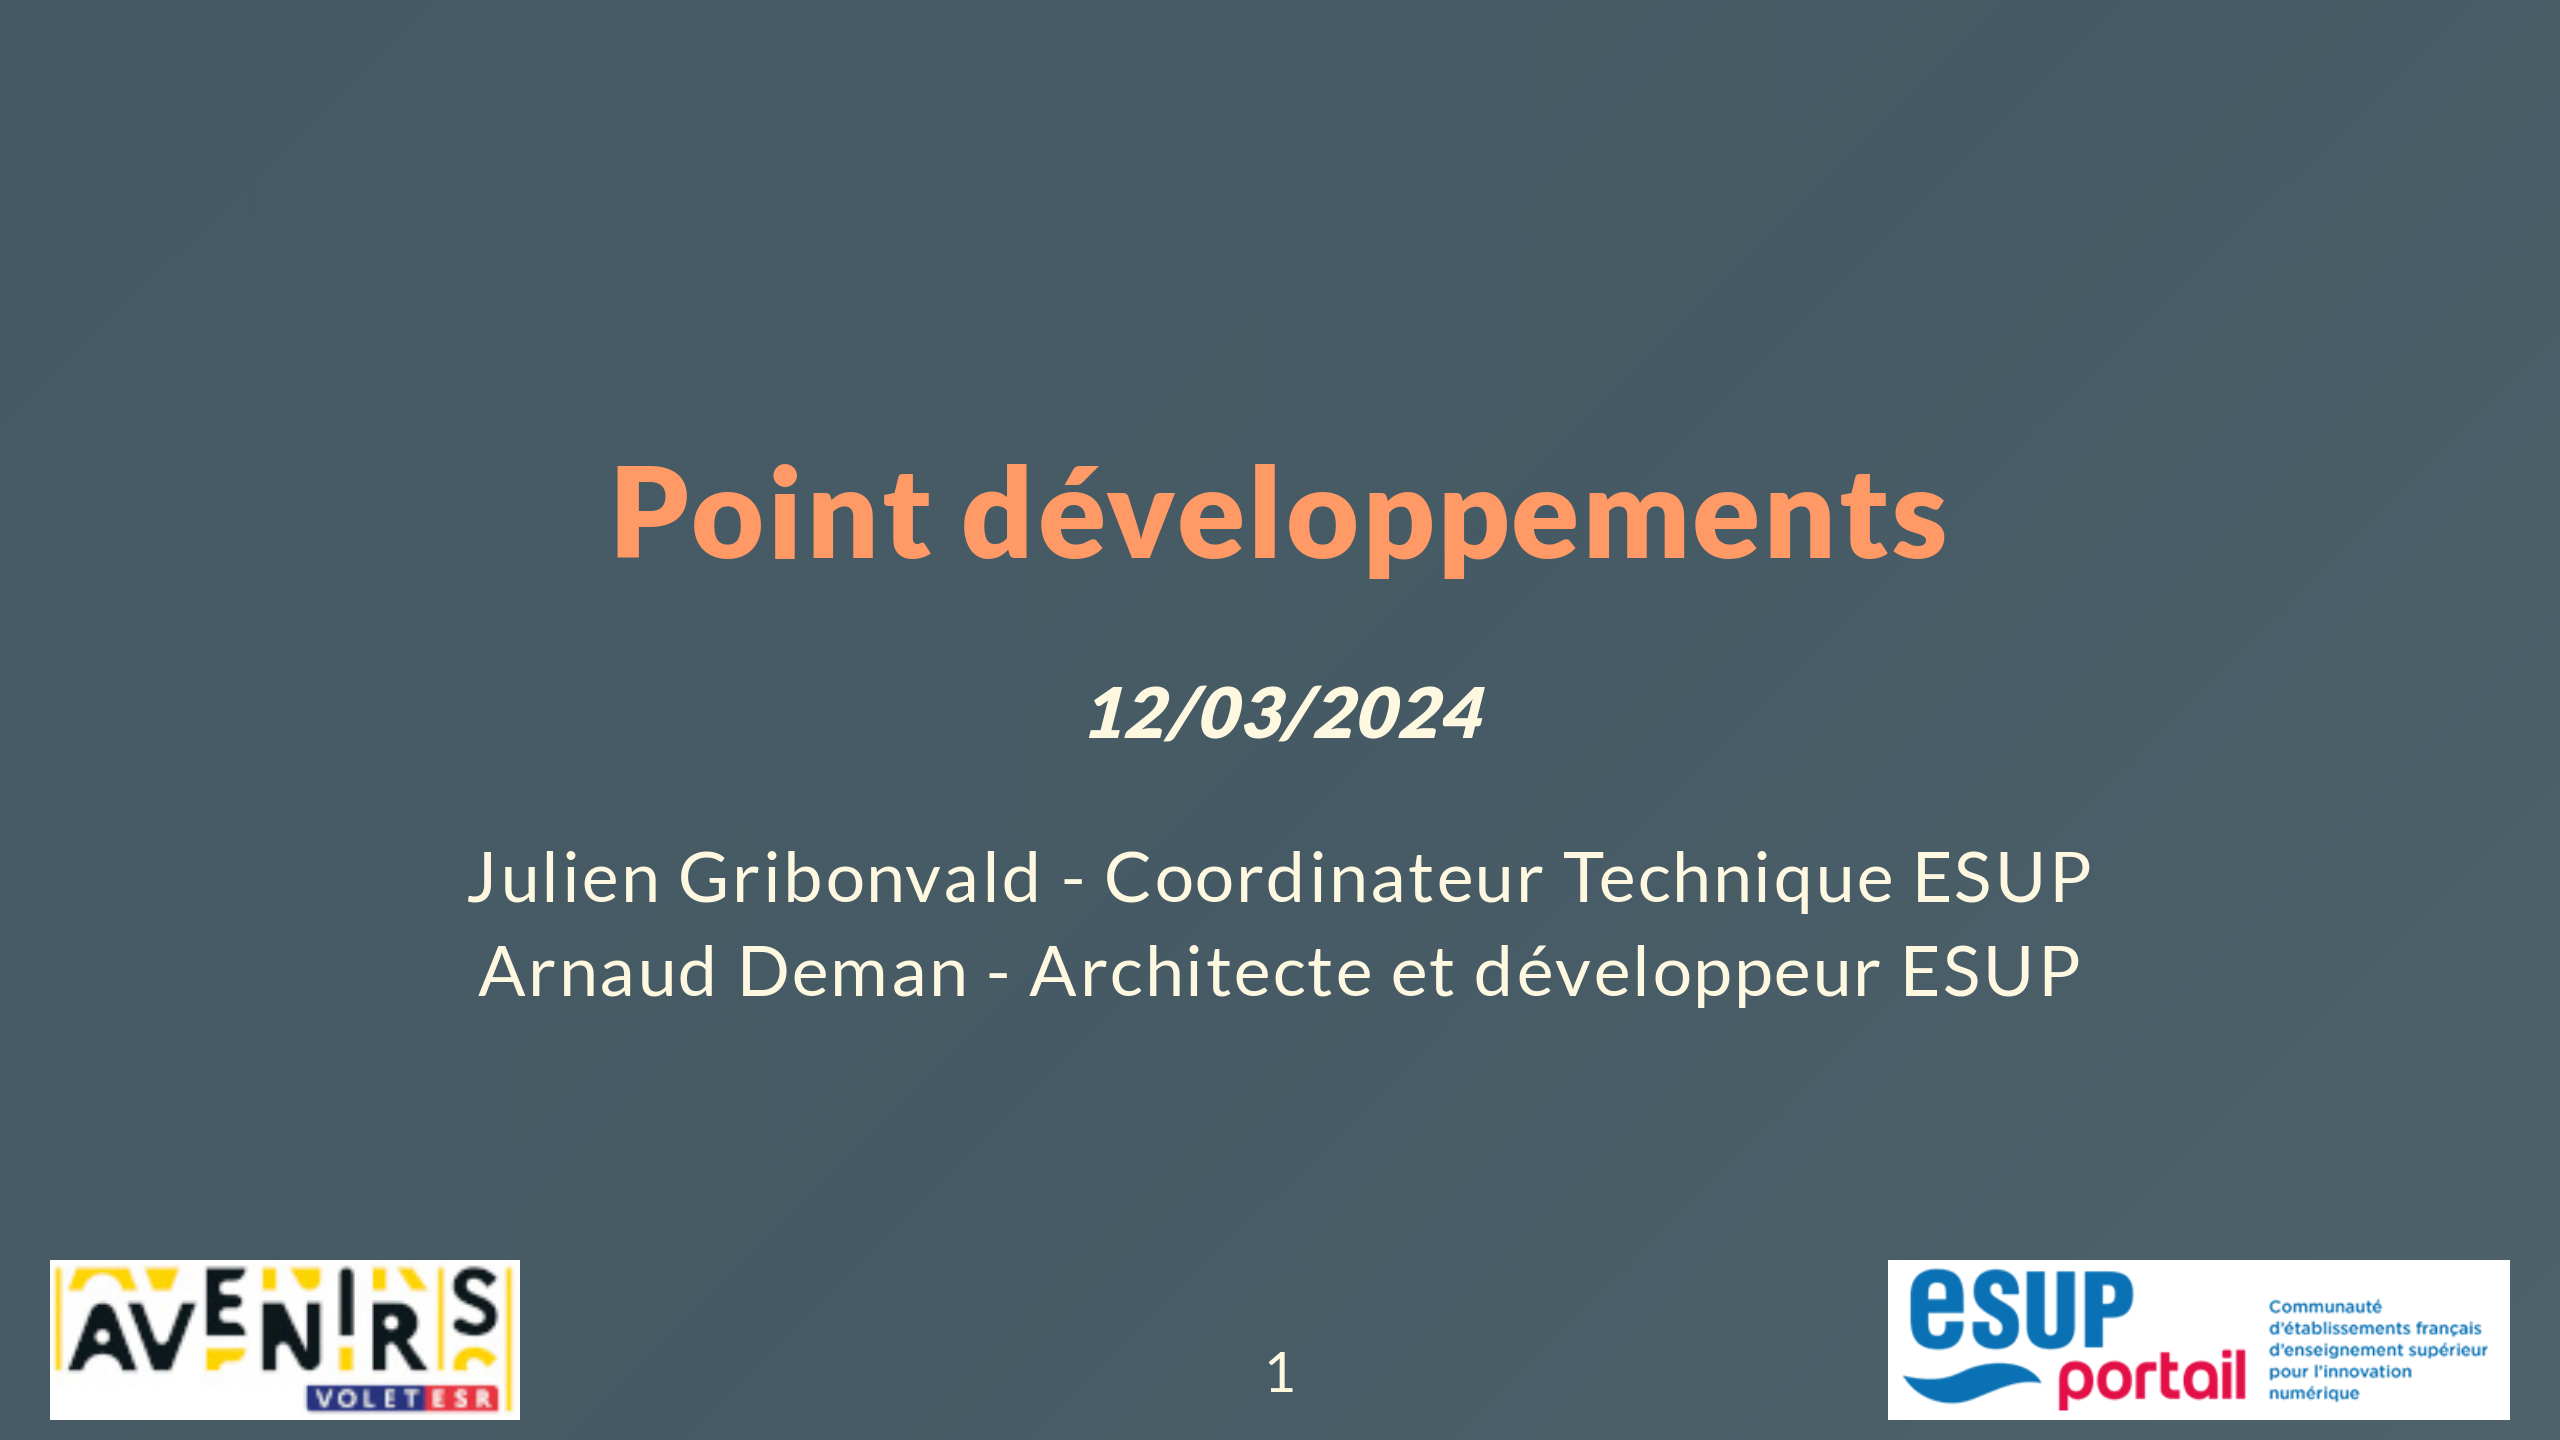 Point développements
12/03/2024
Julien Gribonvald - Coordinateur Technique ESUP
Arnaud Deman - Architecte et développeur ESUP
AVENIRS
VOLET ESR
1
esup
portail
Communauté
d'établissements français
d'enseignement supérieur
pour l'innovation
numérique